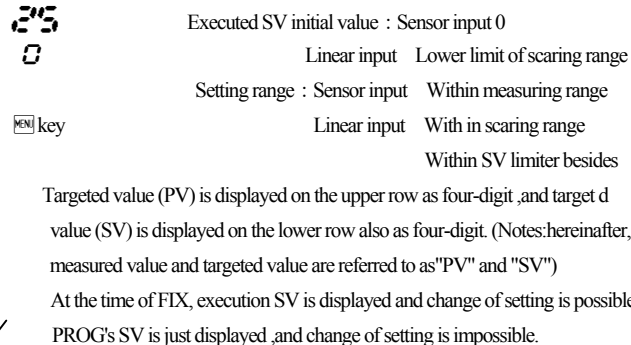 25 Executed SV initial value : Sensor input 0
0 Linear input Lower limit of scaring range
Setting range : Sensor input Within measuring range
MENU key Linear input With in scaring range
Within SV limiter besides
Targeted value (PV) is displayed on the upper row as four-digit ,and target d
value (SV) is displayed on the lower row also as four-digit. (Notes:hereinafter,
measured value and targeted value are referred to as"PV" and "SV")
At the time of FIX, execution SV is displayed and change of setting is possible
PROG's SV is just displayed ,and change of setting is impossible.